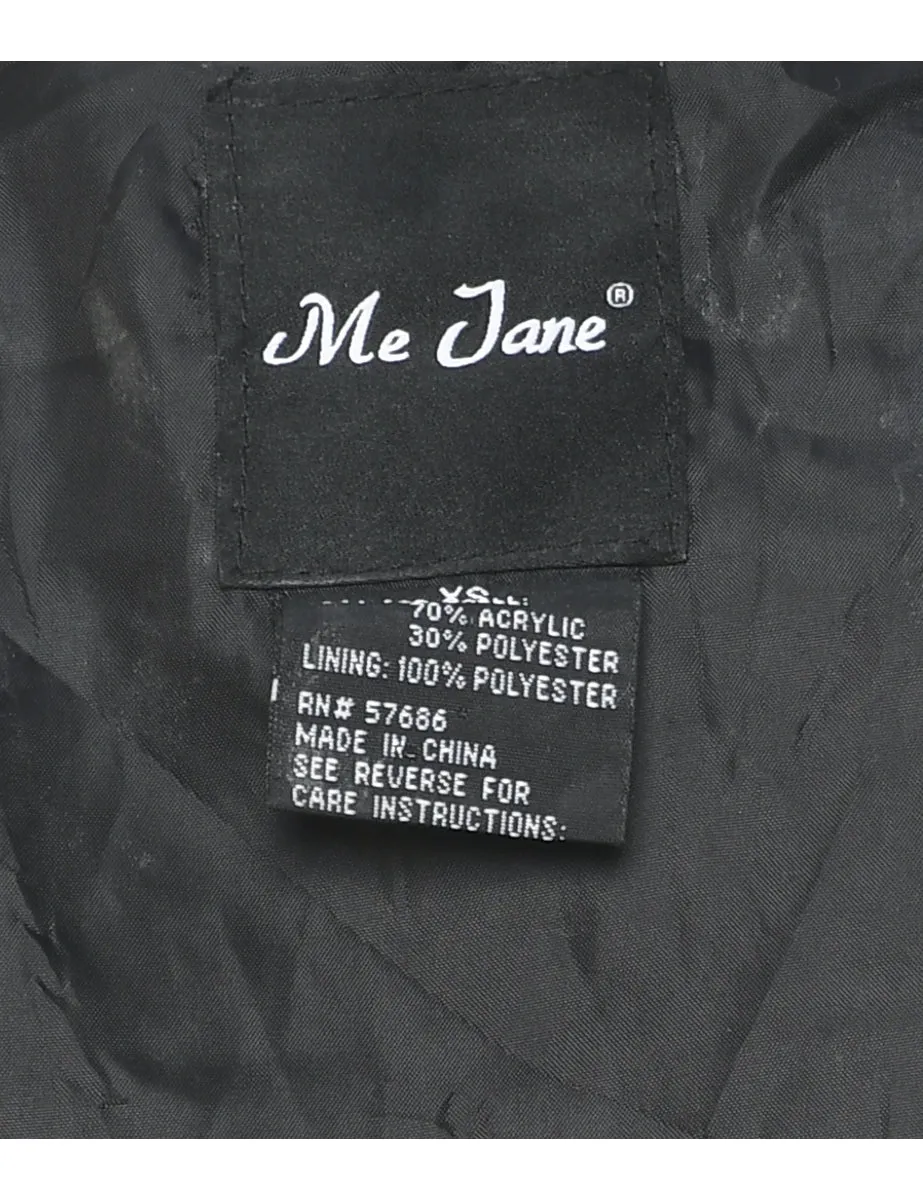 Me Jane®
70% ACRYLIC
30% POLYESTER
LINING: 100% POLYESTER
RN# 57686
MADE IN CHINA
SEE REVERSE FOR
CARE INSTRUCTIONS: